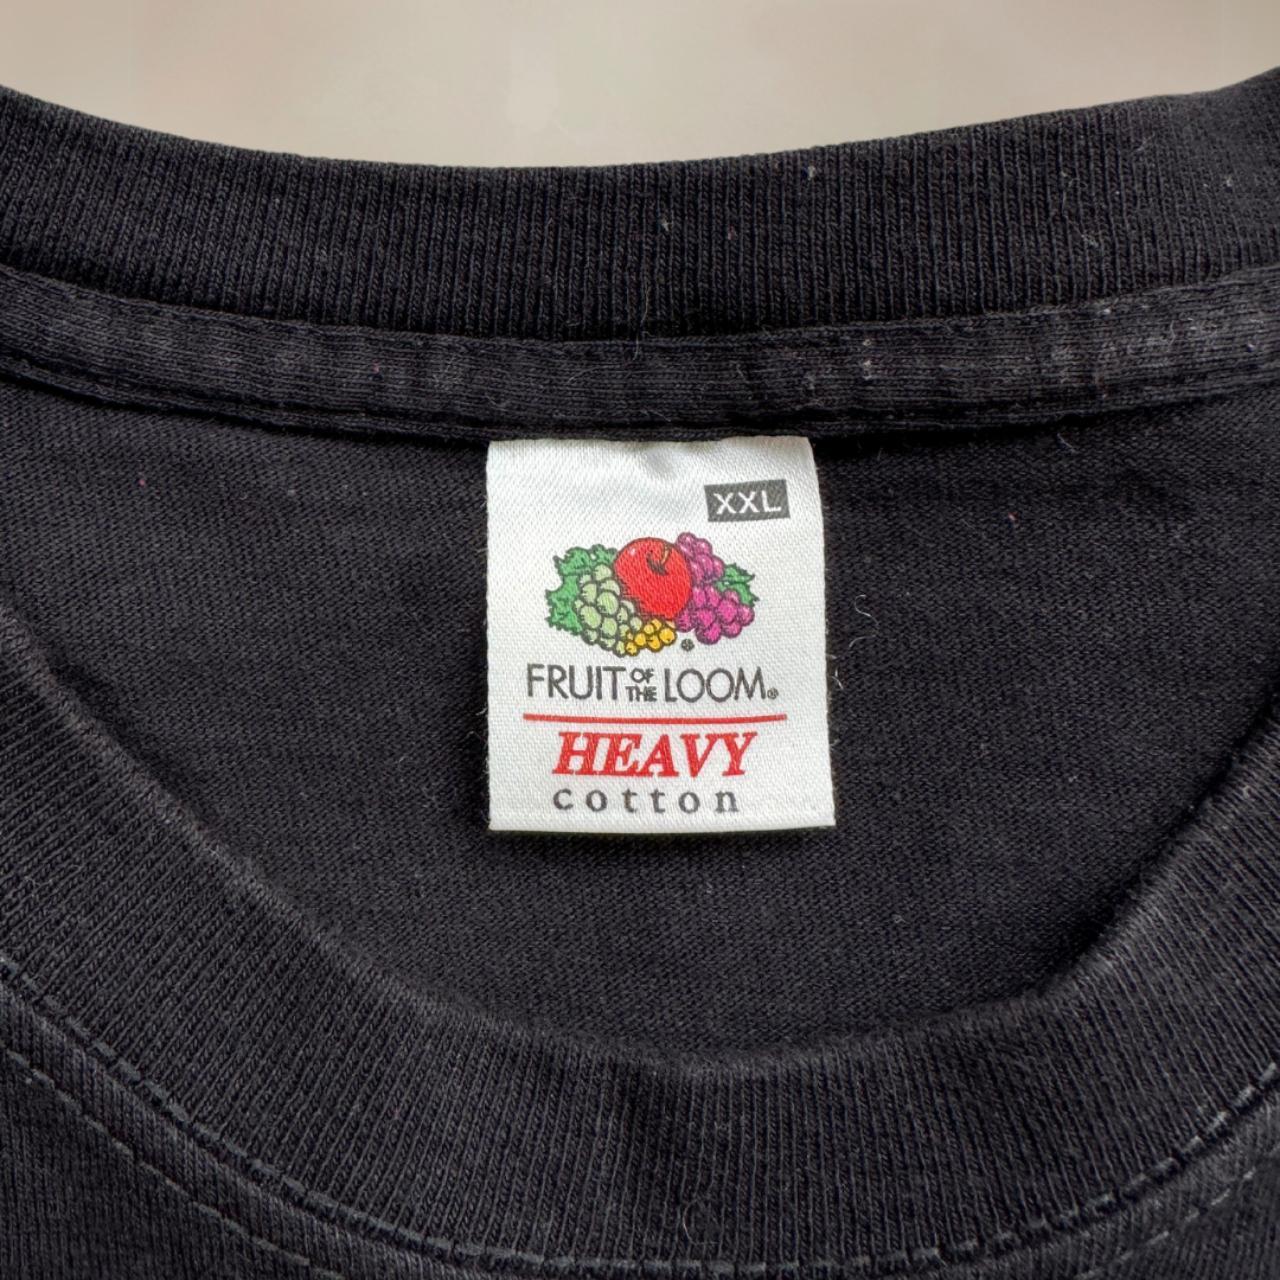 XXL
FRUIT OF THE LOOM®
HEAVY
cotton